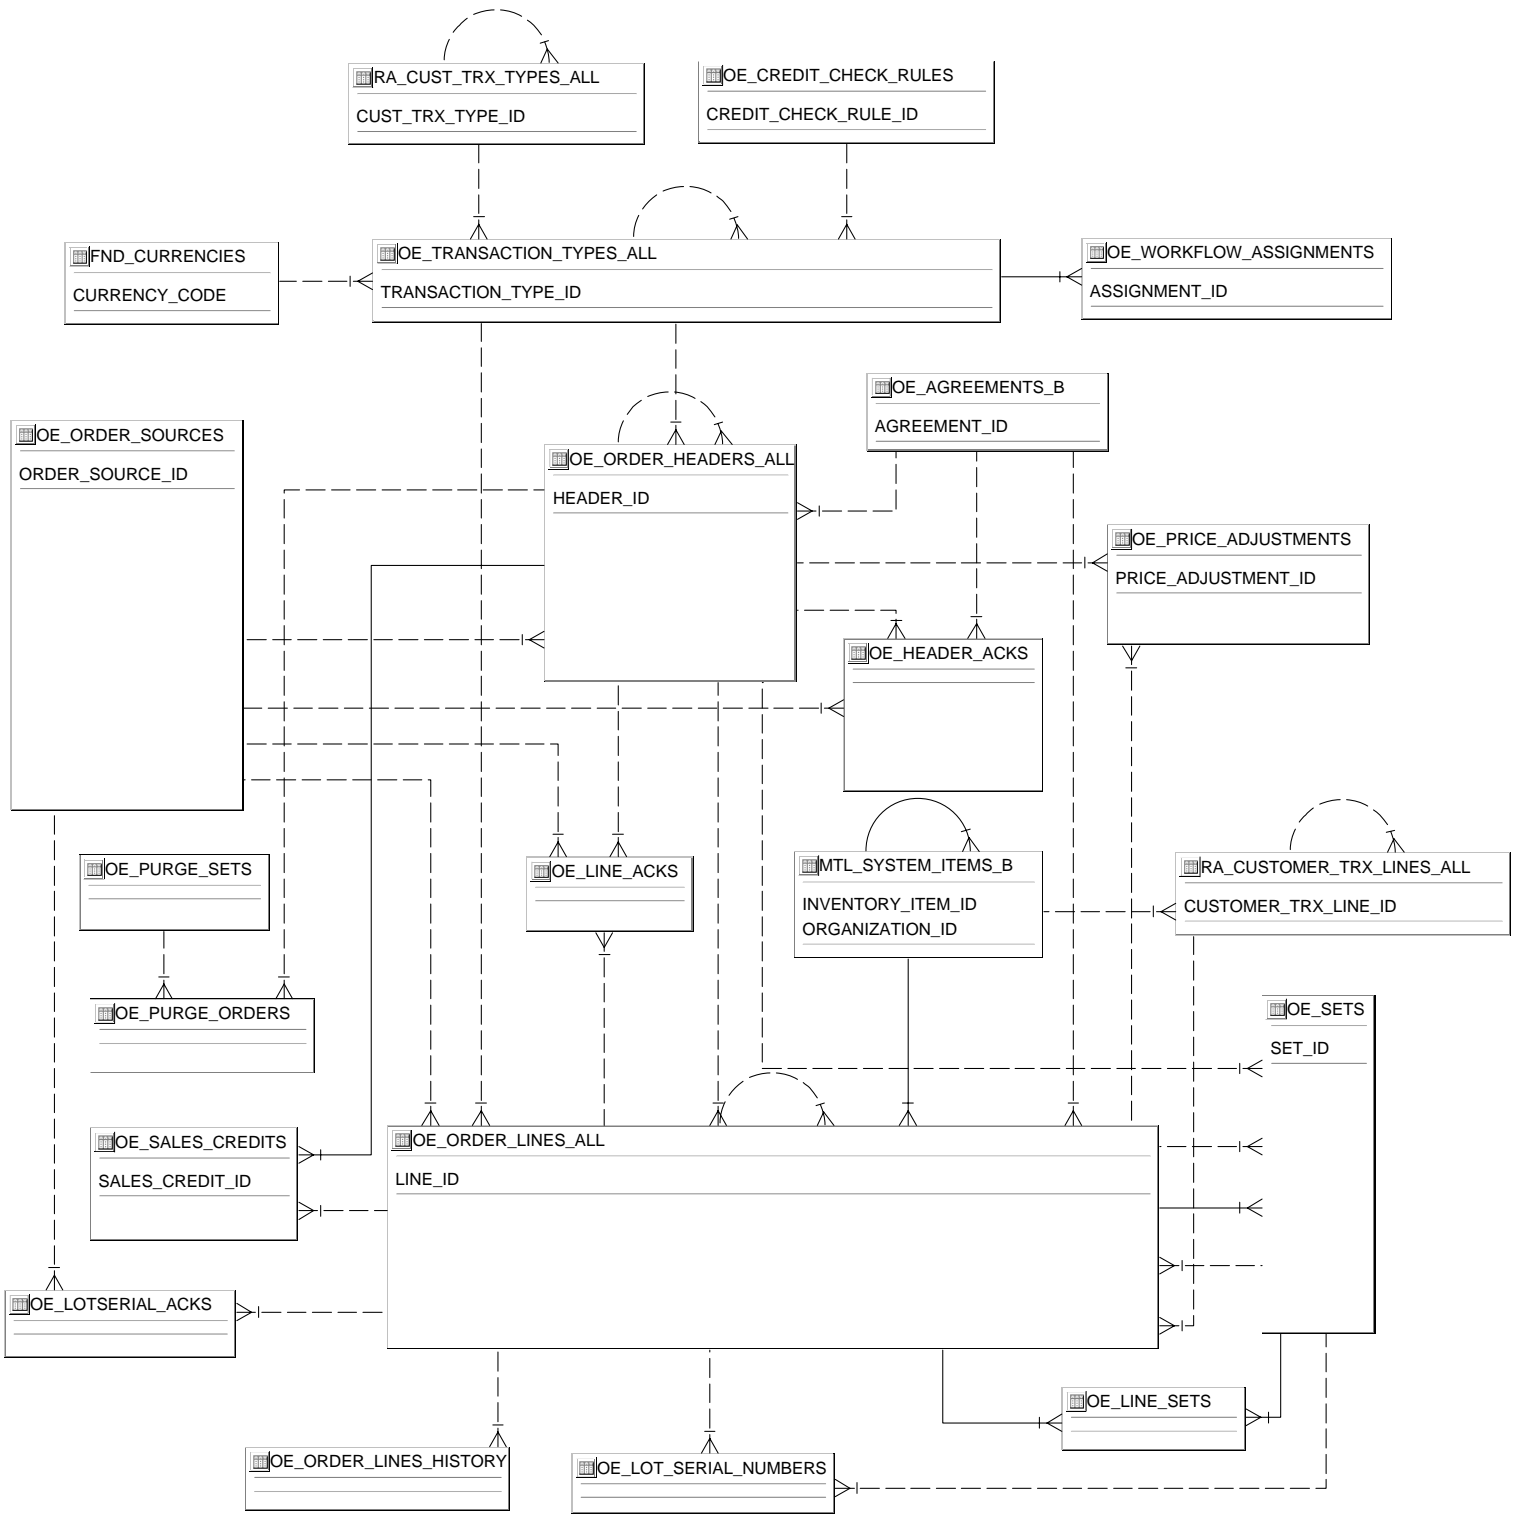 RA_CUST_TRX_TYPES_ALL
CUST_TRX_TYPE_ID
OE_CREDIT_CHECK_RULES
CREDIT_CHECK_RULE_ID
FND_CURRENCIES
CURRENCY_CODE
OE_TRANSACTION_TYPES_ALL
TRANSACTION_TYPE_ID
OE_WORKFLOW_ASSIGNMENTS
ASSIGNMENT_ID
OE_AGREEMENTS_B
AGREEMENT_ID
OE_ORDER_SOURCES
ORDER_SOURCE_ID
OE_ORDER_HEADERS_ALL
HEADER_ID
OE_PRICE_ADJUSTMENTS
PRICE_ADJUSTMENT_ID
OE_HEADER_ACKS
OE_PURGE_SETS
OE_LINE_ACKS
MTL_SYSTEM_ITEMS_B
INVENTORY_ITEM_ID
ORGANIZATION_ID
RA_CUSTOMER_TRX_LINES_ALL
CUSTOMER_TRX_LINE_ID
OE_PURGE_ORDERS
OE_SETS
SET_ID
OE_SALES_CREDITS
SALES_CREDIT_ID
OE_ORDER_LINES_ALL
LINE_ID
OE_LOTSERIAL_ACKS
OE_LINE_SETS
OE_ORDER_LINES_HISTORY
OE_LOT_SERIAL_NUMBERS